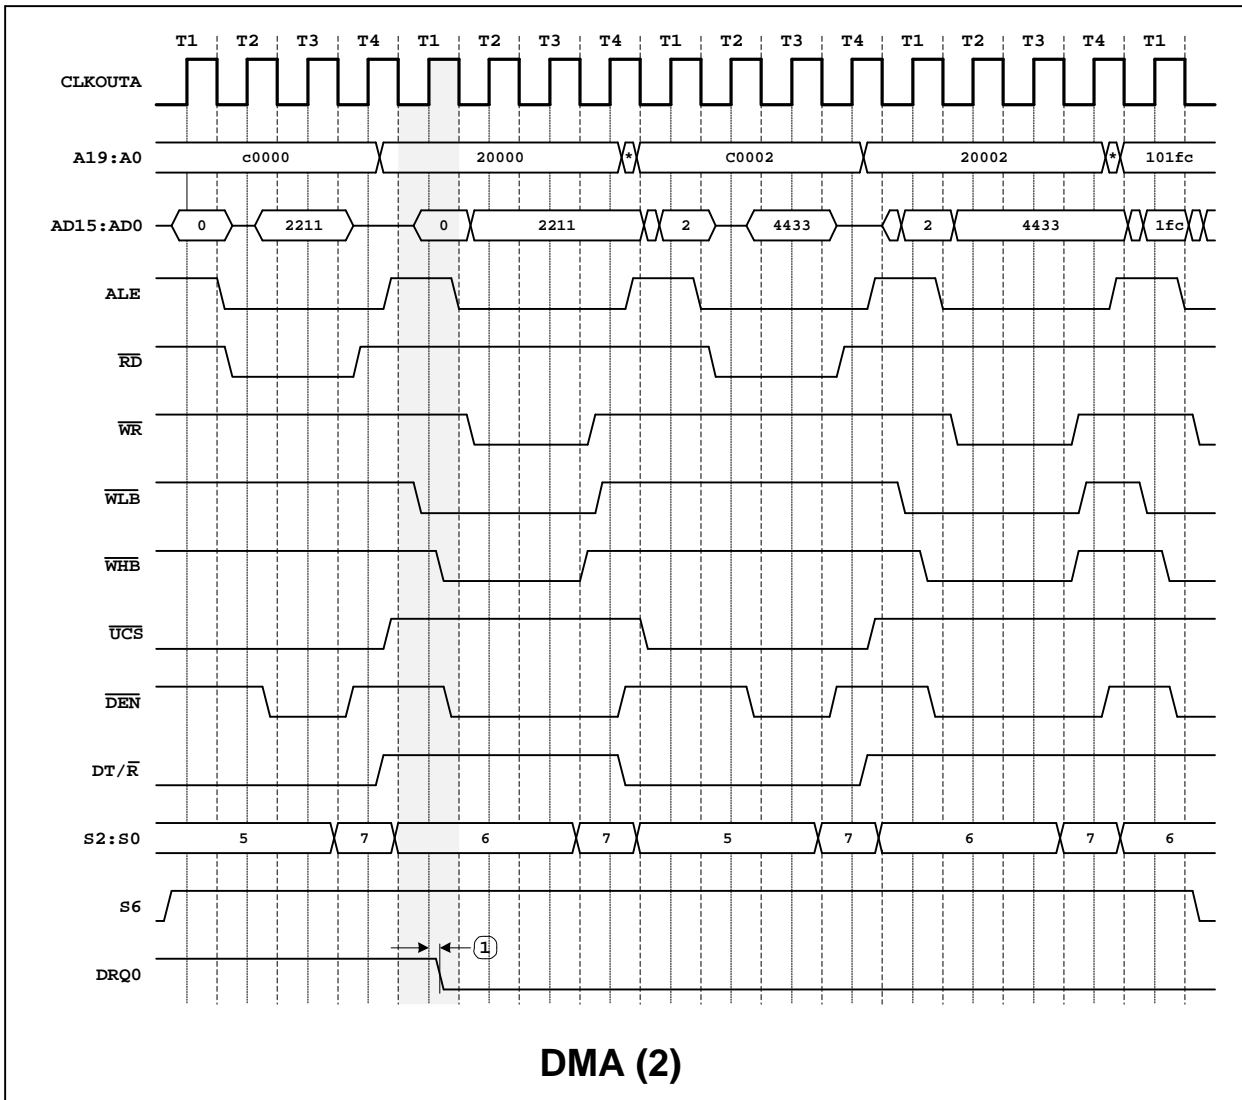 T1 T2 T3 T4 T1 T2 T3 T4 T1 T2 T3 T4 T1 T2 T3 T4 T1
CLKOUTA
A19:A0 c0000 20000 * C0002 20002 * 101fc
AD15:AD0 0 2211 0 2211 2 4433 2 4433 1fc
ALE
RD
WR
WLB
WHB
UCS
DEN
DT/R
S2:S0 5 7 6 7 5 7 6 7 6
S6
1
DRQ0
DMA (2)